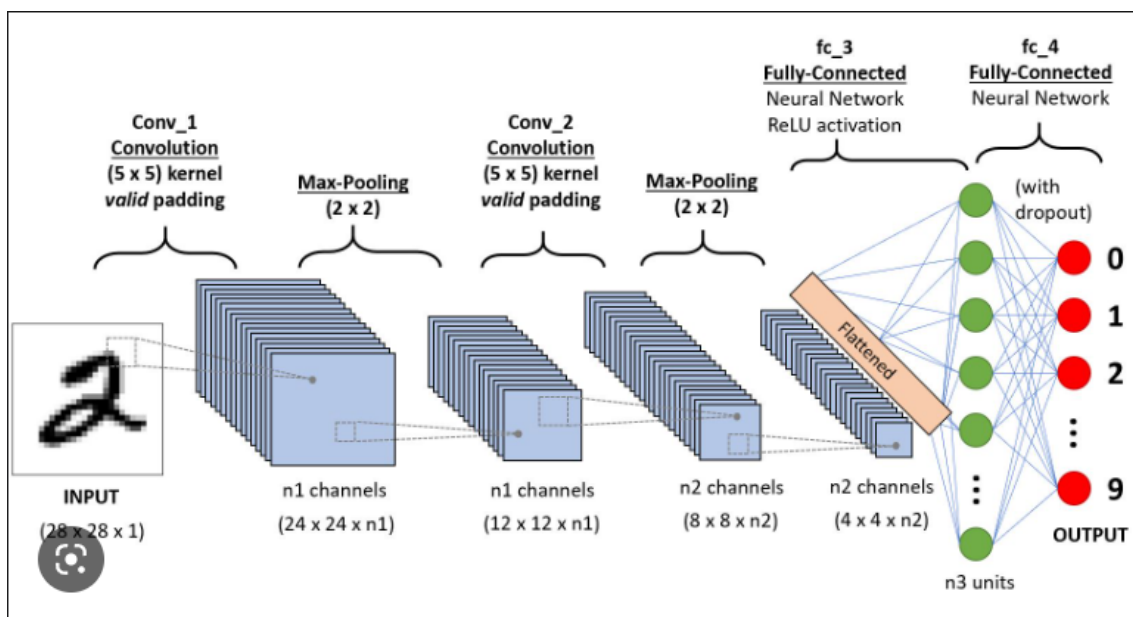 Conv_1
Convolution
(5 x 5) kernel
valid padding
Max-Pooling
(2 x 2)
Conv_2
Convolution
(5 x 5) kernel
valid padding
Max-Pooling
(2 x 2)
fc_3
Fully-Connected
Neural Network
ReLU activation
fc_4
Fully-Connected
Neural Network
(with
dropout)
Flattened
0
1
2
9
OUTPUT
INPUT
(28 x 28 x 1)
n1 channels
(24 x 24 x n1)
n1 channels
(12 x 12 x n1)
n2 channels
(8 x 8 x n2)
n2 channels
(4 x 4 x n2)
n3 units
2